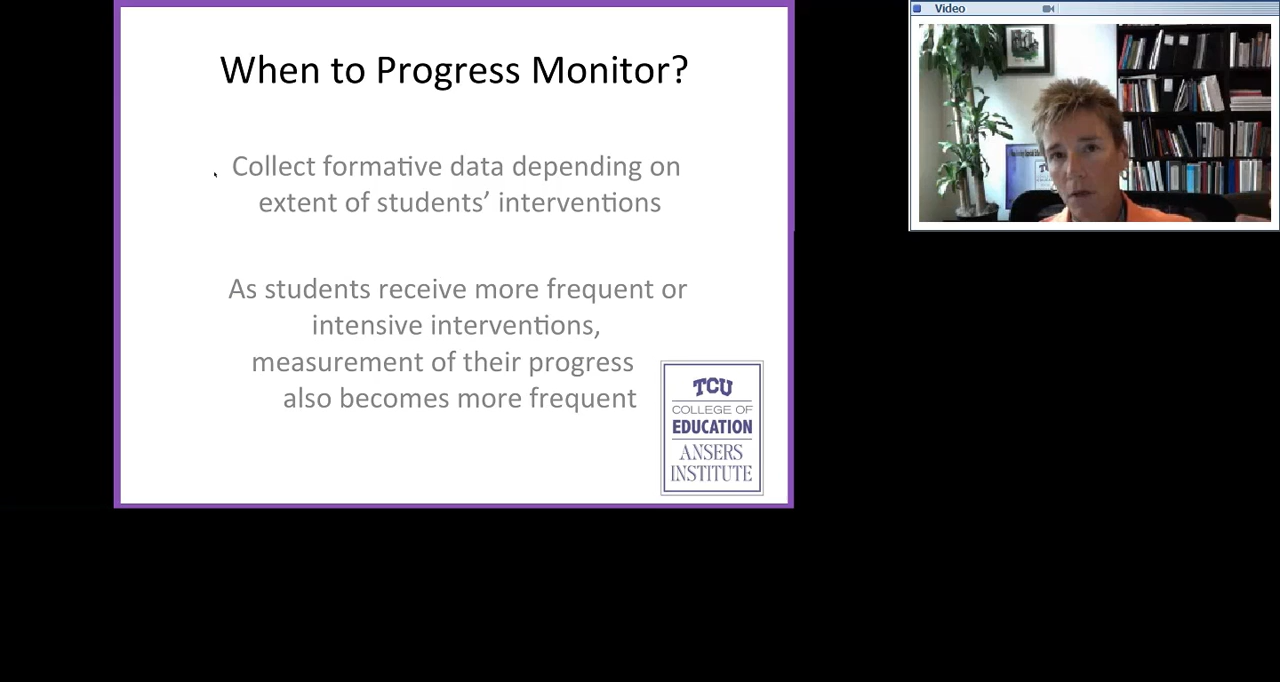 When to Progress Monitor?
Collect formative data depending on
extent of students’ interventions
As students receive more frequent or
intensive interventions,
measurement of their progress
also becomes more frequent
TCU
COLLEGE OF
EDUCATION
ANSERS
INSTITUTE
Video